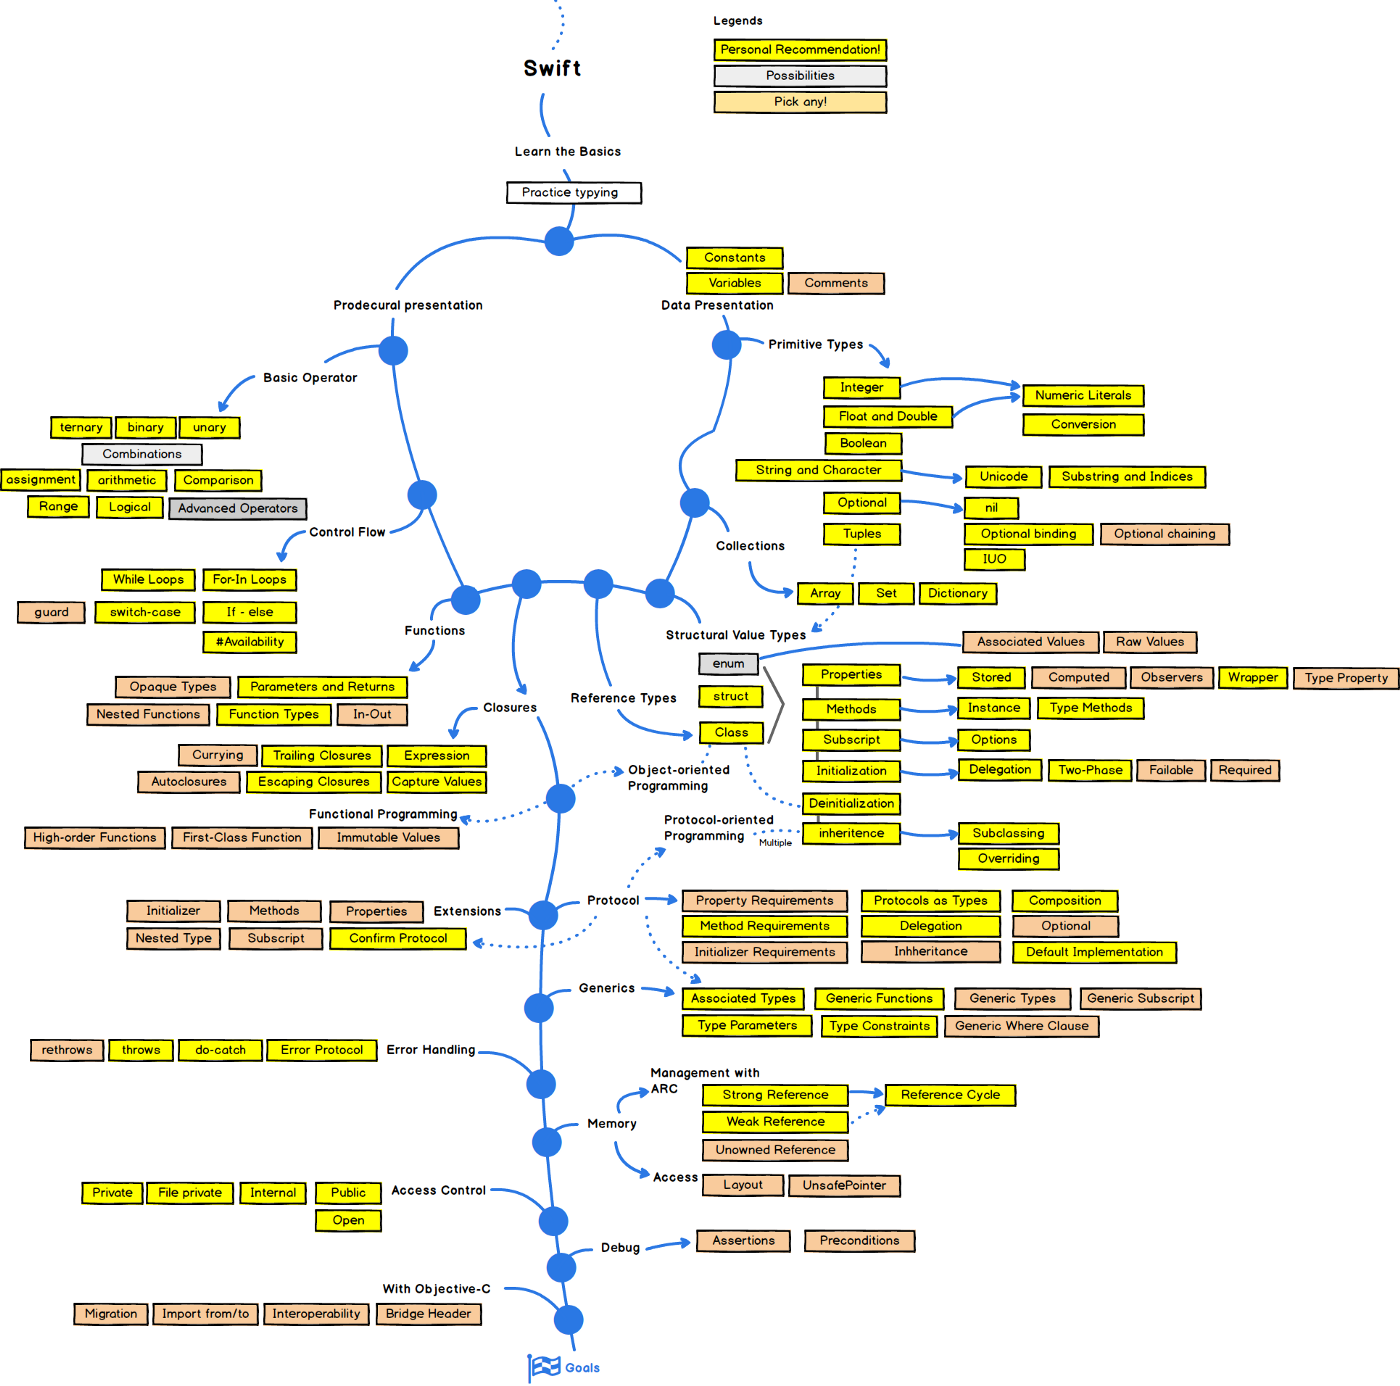 Legends
Personal Recommendation!
Possibilities
Pick any!
Swift
Learn the Basics
Practice typying
Constants
Variables
Comments
Prodecural presentation
Data Presentation
Primitive Types
Basic Operator
Integer
Numeric Literals
Float and Double
Conversion
ternary
binary
unary
Boolean
Combinations
String and Character
Unicode
Substring and Indices
assignment
arithmetic
Comparison
Range
Logical
Advanced Operators
Optional
nil
Control Flow
Tuples
Optional binding
Optional chaining
Collections
IUO
While Loops
For-In Loops
Array
Set
Dictionary
guard
switch-case
If - else
Functions
Structural Value Types
#Availability
Associated Values
Raw Values
enum
Properties
Stored
Computed
Observers
Wrapper
Type Property
Opaque Types
Parameters and Returns
Reference Types
struct
Nested Functions
Function Types
In-Out
Closures
Methods
Instance
Type Methods
Class
Subscript
Options
Currying
Trailing Closures
Expression
Object-oriented
Programming
Initialization
Delegation
Two-Phase
Failable
Required
Autoclosures
Escaping Closures
Capture Values
Deinitialization
Functional Programming
Protocol-oriented
Programming
Multiple
inheritence
Subclassing
High-order Functions
First-Class Function
Immutable Values
Overriding
Initializer
Methods
Properties
Extensions
Protocol
Property Requirements
Protocols as Types
Composition
Nested Type
Subscript
Confirm Protocol
Method Requirements
Delegation
Optional
Initializer Requirements
Inhheritance
Default Implementation
Generics
Associated Types
Generic Functions
Generic Types
Generic Subscript
Type Parameters
Type Constraints
Generic Where Clause
rethrows
throws
do-catch
Error Protocol
Error Handling
Management with
ARC
Strong Reference
Reference Cycle
Memory
Weak Reference
Unowned Reference
Access
Layout
UnsafePointer
Private
File private
Internal
Public
Access Control
Open
Debug
Assertions
Preconditions
With Objective-C
Migration
Import from/to
Interoperability
Bridge Header
Goals